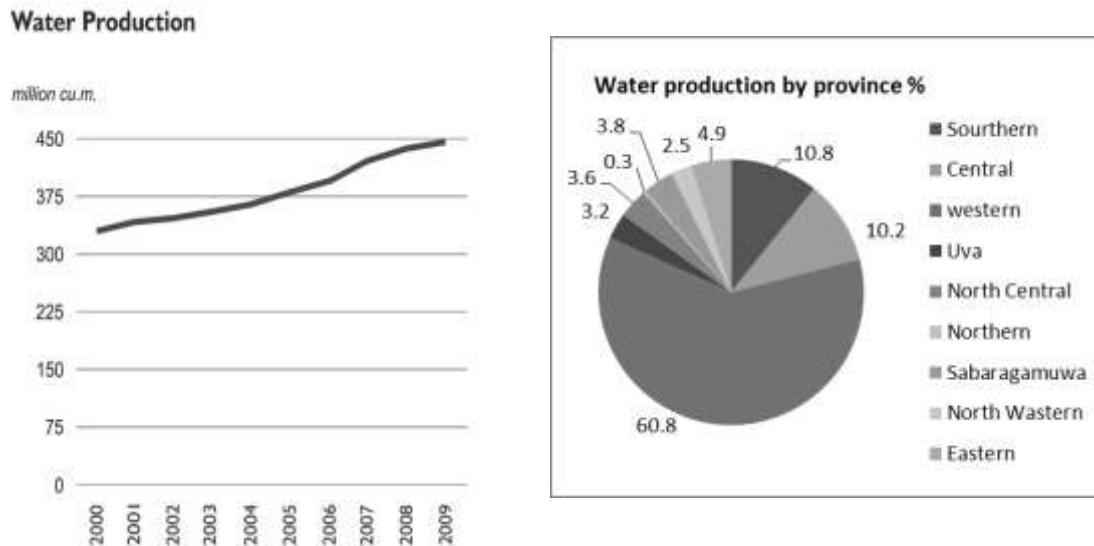 Water Production
million cu.m.
450
375
300
225
150
75
0
2000
2001
2002
2003
2004
2005
2006
2007
2008
2009
Water production by province %
3.8
2.5
4.9
10.8
0.3
3.6
3.2
10.2
60.8
Sourthern
Central
western
Uva
North Central
Northern
Sabaragamuwa
North Wastern
Eastern